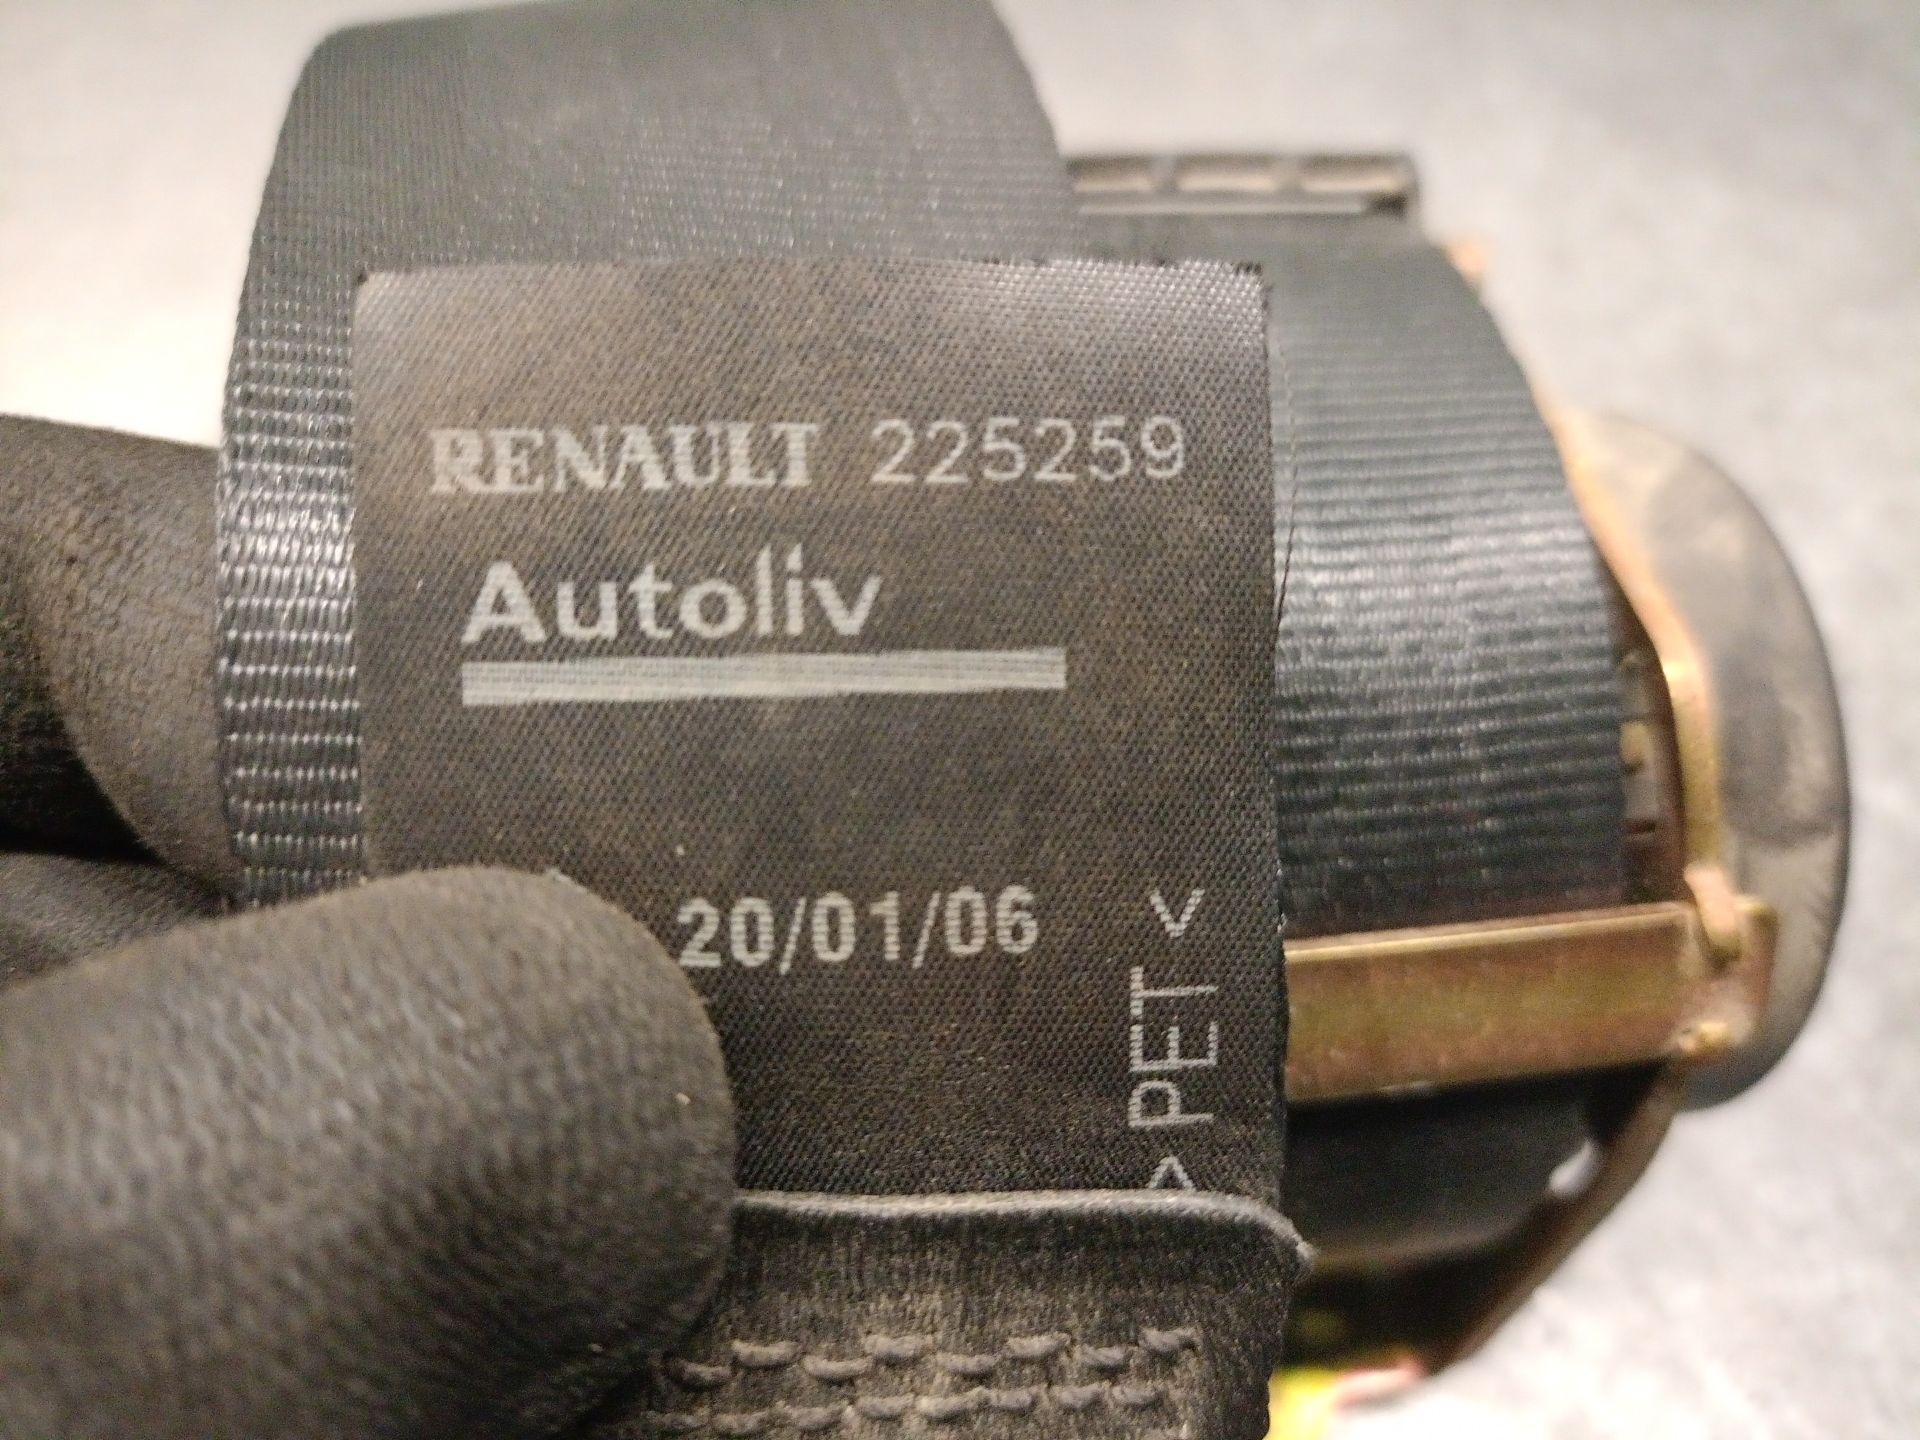 RENAULT 225259
Autoliv
20/01/06
>PET<